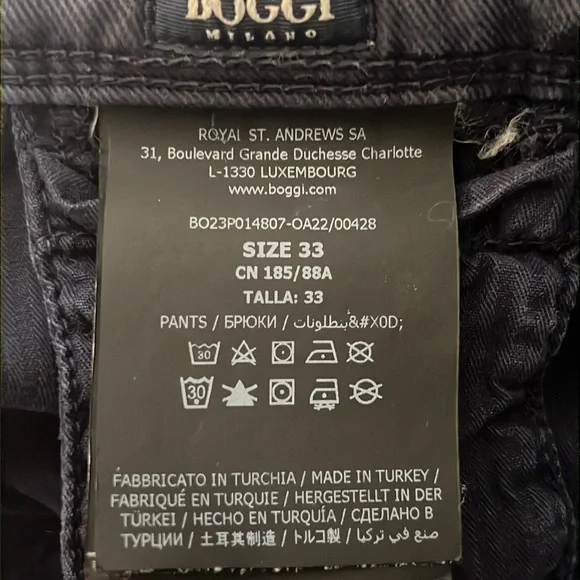 BOGGI
MILANO
ROYAL ST. ANDREWS SA
31, Boulevard Grande Duchesse Charlotte
L-1330 LUXEMBOURG
www.boggi.com
BO23P014807-OA22/00428
SIZE 33
CN 185/88A
TALLA: 33
PANTS / БРЮКИ / بنطلونات&#X0D;
30
30
FABBRICATO IN TURCHIA / MADE IN TURKEY /
FABRIQUÉ EN TURQUIE / HERGESTELLT IN DER
TÜRKEI / HECHO EN TURQUÍA / СДЕЛАНО В
ТУРЦИИ / 土耳其制造 / トルコ製 / صنع في تركيا